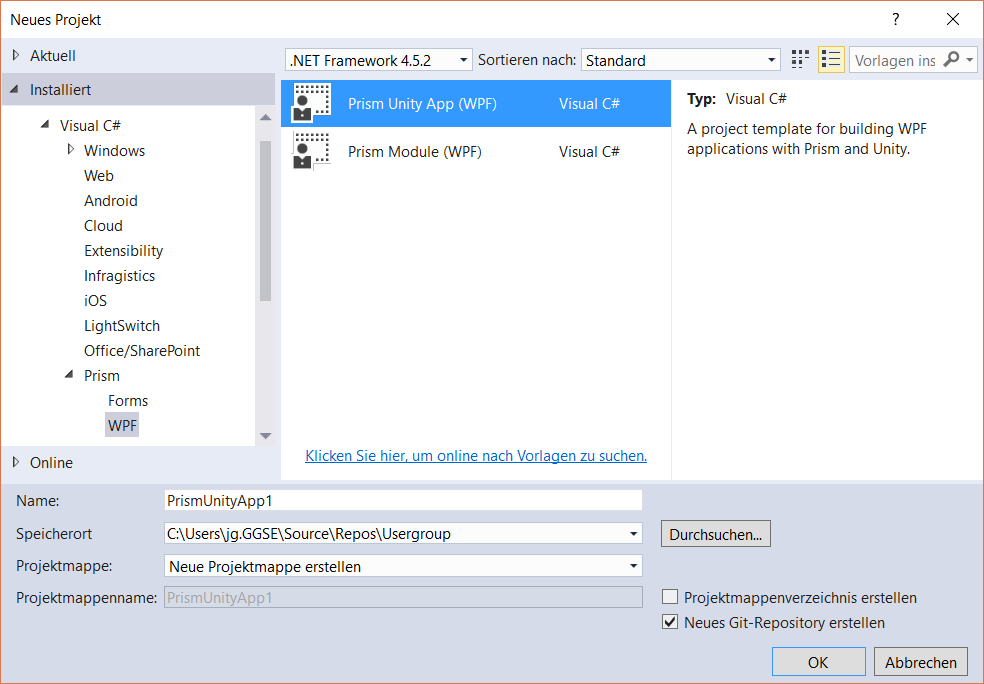 Neues Projekt
?
Aktuell
.NET Framework 4.5.2
Sortieren nach:
Standard
Vorlagen ins
Installiert
Visual C#
Windows
Web
Android
Cloud
Extensibility
Infragistics
iOS
LightSwitch
Office/SharePoint
Prism
Forms
WPF
Online
Prism Unity App (WPF) Visual C#
Prism Module (WPF) Visual C#
Klicken Sie hier, um online nach Vorlagen zu suchen.
Typ: Visual C#
A project template for building WPF
applications with Prism and Unity.
Name: PrismUnityApp1
Speicherort C:\Users\jg.GGSE\Source\Repos\Usergroup Durchsuchen...
Projektmappe: Neue Projektmappe erstellen
Projektmappenname: PrismUnityApp1
Projektmappenverzeichnis erstellen
Neues Git-Repository erstellen
OK Abbrechen